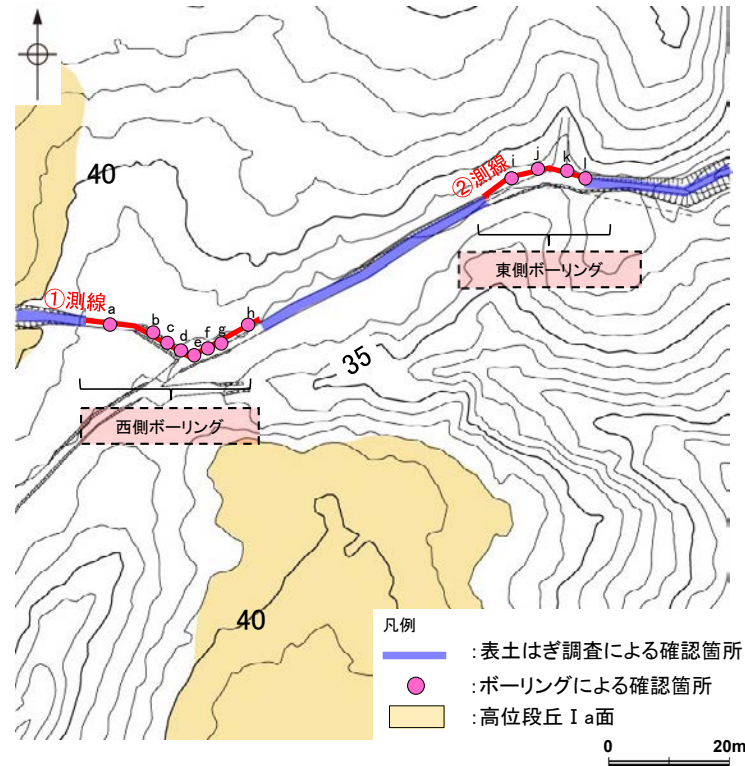 40
②測線
i
j
k
l
東側ボーリング
①測線
a
b
c
d
e
f
g
h
35
西側ボーリング
40
凡例
:表土はぎ調査による確認箇所
:ボーリングによる確認箇所
:高位段丘Ⅰa面
0 20m